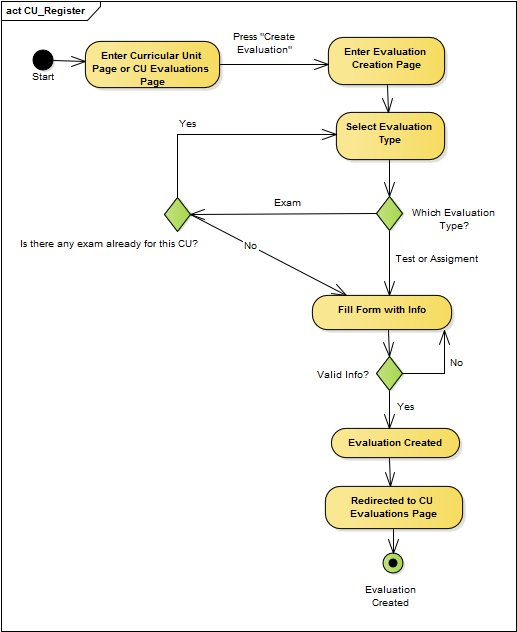 act CU_Register
Press "Create
Evaluation"
Start
Enter Curricular Unit
Page or CU Evaluations
Page
Enter Evaluation
Creation Page
Select Evaluation
Type
Yes
Exam
Which Evaluation
Type?
Is there any exam already for this CU?
No
Test or Assigment
Fill Form with Info
Valid Info?
No
Yes
Evaluation Created
Redirected to CU
Evaluations Page
Evaluation
Created